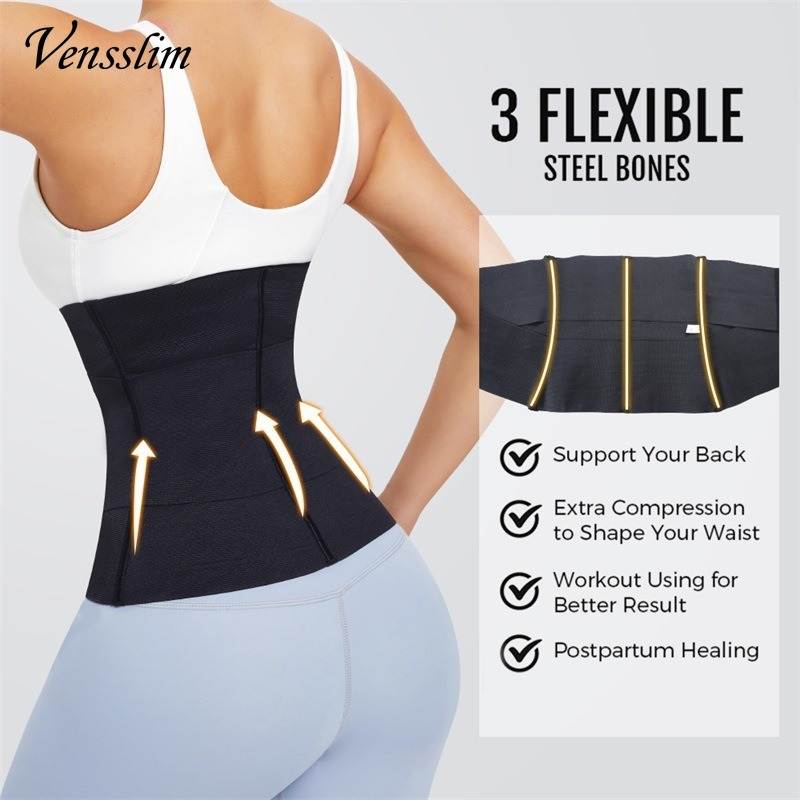 Vensslim
3 FLEXIBLE
STEEL BONES
Support Your Back
Extra Compression
to Shape Your Waist
Workout Using for
Better Result
Postpartum Healing